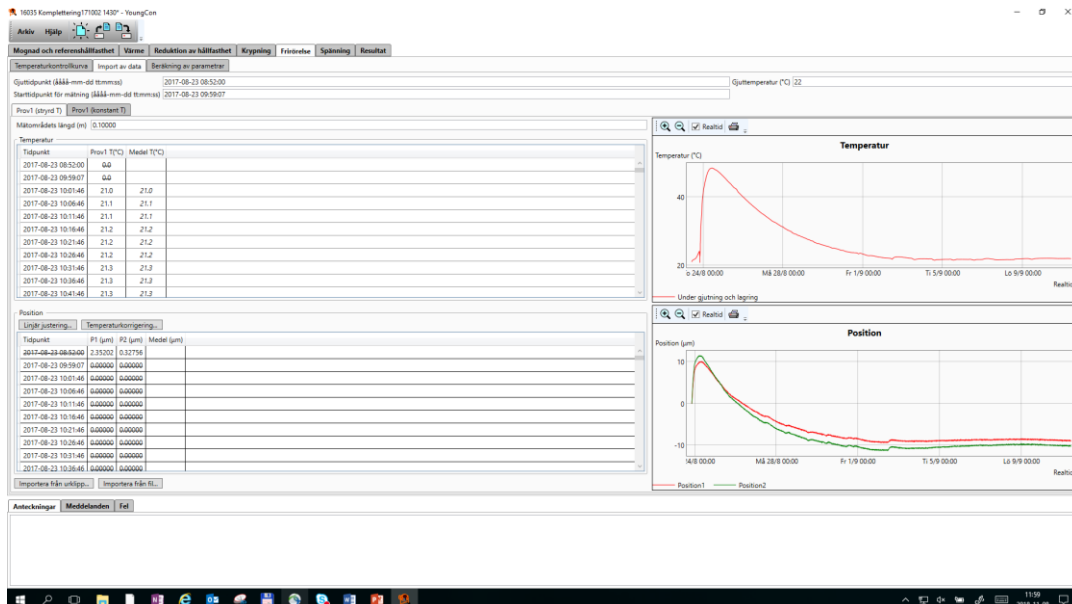 16035 Komplettering171002 1430* - YoungCon
Arkiv Hjälp
Mognad och referenshållfasthet Värme Reduktion av hållfasthet Krypning Frirörelse Spänning Resultat
Temperaturkontrollkurva Import av data Beräkning av parametrar
Gjuttidpunkt (åååå-mm-dd tt:mm:ss) 2017-08-23 08:52:00 Gjuttemperatur (°C) 22
Starttidpunkt för mätning (åååå-mm-dd tt:mm:ss) 2017-08-23 09:59:07
Prov1 (stryrd T) Prov1 (konstant T)
Mätområdets längd (m) 0.10000
Temperatur
Tidpunkt Prov1 T(°C) Medel T(°C)
2017-08-23 08:52:00 0.0
2017-08-23 09:59:07 0.0
2017-08-23 10:01:46 21.0 21.0
2017-08-23 10:06:46 21.1 21.1
2017-08-23 10:11:46 21.1 21.1
2017-08-23 10:16:46 21.2 21.2
2017-08-23 10:21:46 21.2 21.2
2017-08-23 10:26:46 21.2 21.2
2017-08-23 10:31:46 21.3 21.3
2017-08-23 10:36:46 21.3 21.3
2017-08-23 10:41:46 21.3 21.3
Position
Linjär justering... Temperaturkorrigering...
Tidpunkt P1 (µm) P2 (µm) Medel (µm)
2017-08-23 08:52:00 2.35202 0.32756
2017-08-23 09:59:07 0.00000 0.00000
2017-08-23 10:01:46 0.00000 0.00000
2017-08-23 10:06:46 0.00000 0.00000
2017-08-23 10:11:46 0.00000 0.00000
2017-08-23 10:16:46 0.00000 0.00000
2017-08-23 10:21:46 0.00000 0.00000
2017-08-23 10:26:46 0.00000 0.00000
2017-08-23 10:31:46 0.00000 0.00000
2017-08-23 10:36:46 0.00000 0.00000
Importera från urklipp... Importera från fil...
Realtid
Temperatur
Temperatur (°C)
40
20
o 24/8 00:00 Må 28/8 00:00 Fr 1/9 00:00 Ti 5/9 00:00 Lö 9/9 00:00
Realtid
Under gjutning och lagring
Realtid
Position
Position (µm)
10
0
-10
24/8 00:00 Må 28/8 00:00 Fr 1/9 00:00 Ti 5/9 00:00 Lö 9/9 00:00
Realtid
Position1 Position2
Anteckningar Meddelanden Fel
11:59